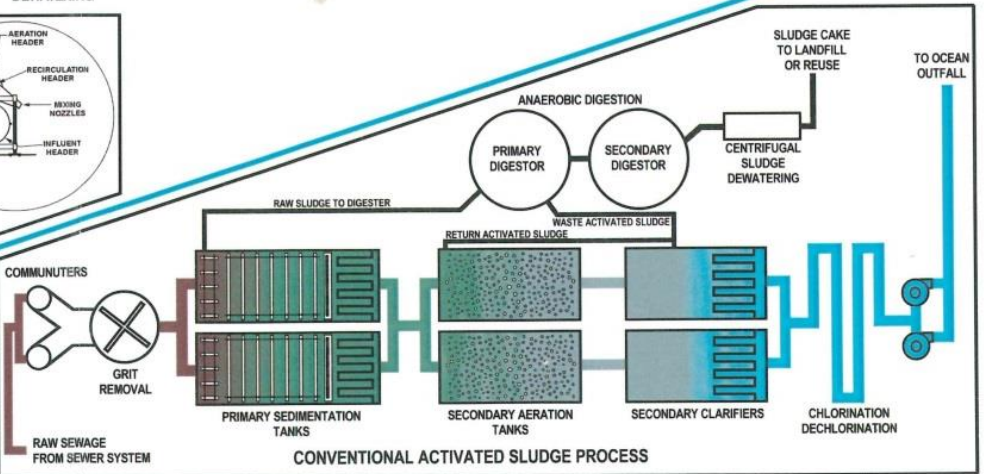 AERATION
HEADER
RECIRCULATION
HEADER
MIXING
NOZZLES
INFLUENT
HEADER
SLUDGE CAKE
TO LANDFILL
OR REUSE
TO OCEAN
OUTFALL
ANAEROBIC DIGESTION
PRIMARY
DIGESTOR
SECONDARY
DIGESTOR
CENTRIFUGAL
SLUDGE
DEWATERING
RAW SLUDGE TO DIGESTER
WASTE ACTIVATED SLUDGE
RETURN ACTIVATED SLUDGE
COMMUNUTERS
GRIT
REMOVAL
PRIMARY SEDIMENTATION
TANKS
SECONDARY AERATION
TANKS
SECONDARY CLARIFIERS
CHLORINATION
DECHLORINATION
RAW SEWAGE
FROM SEWER SYSTEM
CONVENTIONAL ACTIVATED SLUDGE PROCESS